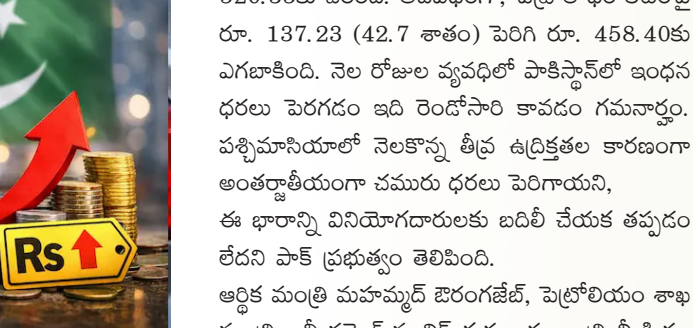 రూ. 137.23 (42.7 శాతం) పెరిగి రూ. 458.40కు
ఎగబాకింది. నెల రోజుల వ్యవధిలో పాకిస్థాన్‌లో ఇంధన
ధరలు పెరగడం ఇది రెండోసారి కావడం గమనార్హం.
పశ్చిమాసియాలో నెలకొన్న తీవ్ర ఉద్రిక్తతల కారణంగా
అంతర్జాతీయంగా చమురు ధరలు పెరిగాయని,
ఈ భారాన్ని వినియోగదారులకు బదిలీ చేయక తప్పడం
లేదని పాక్ ప్రభుత్వం తెలిపింది.
ఆర్థిక మంత్రి మహమ్మద్ ఔరంగజేబ్, పెట్రోలియం శాఖ
Rs